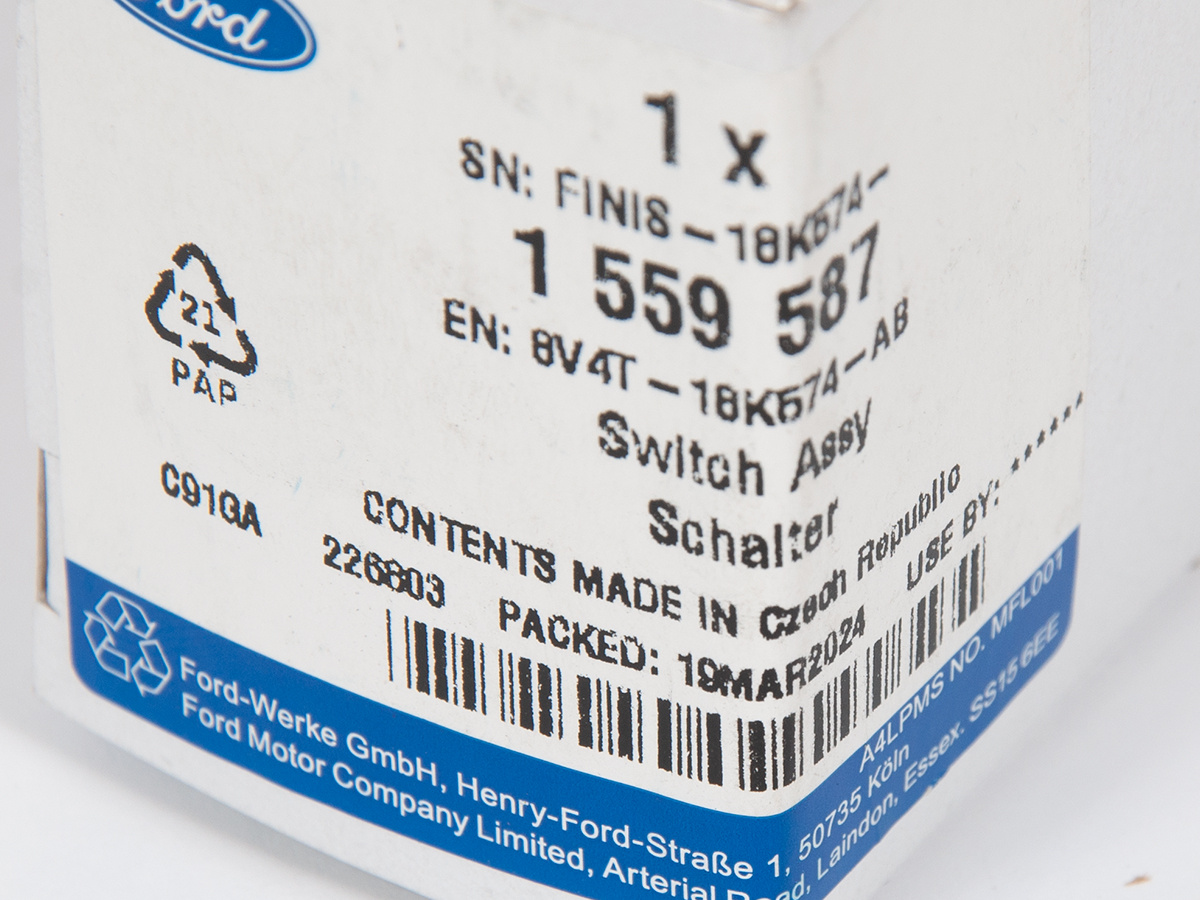 Ford
1 x
SN: FINIS-18K574-
1 559 587
EN: 8V4T-18K574-AB
Switch Assy
Schalter
21
PAP
C91GA
CONTENTS MADE IN Czech Republic
226803 PACKED: 19MAR2024 USE BY: ******
A4LPMS NO. MFL001
Ford-Werke GmbH, Henry-Ford-Straße 1, 50735 Köln
Ford Motor Company Limited, Arterial Road, Laindon, Essex. SS15 6EE